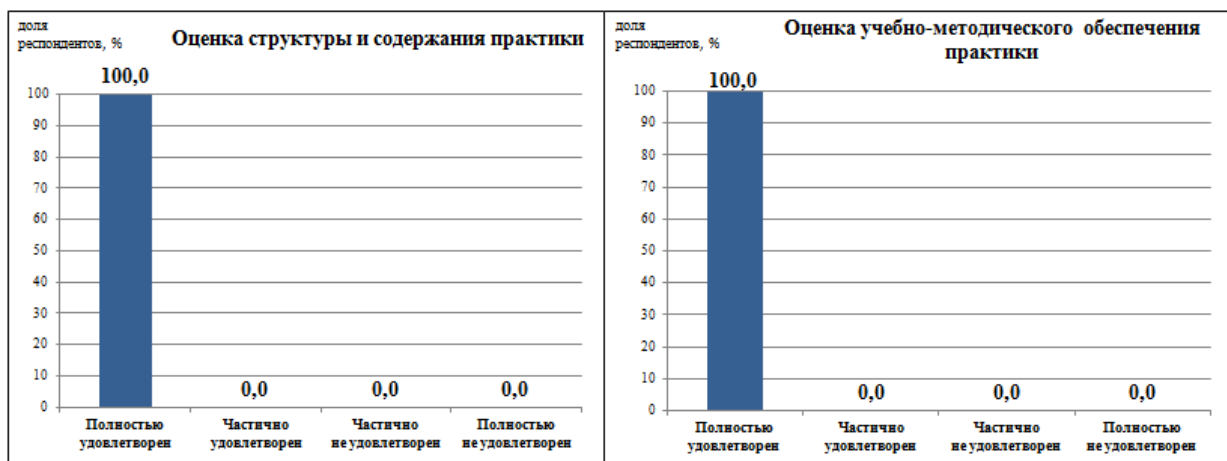 доля
респондентов, %
Оценка структуры и содержания практики
100,0
100
90
80
70
60
50
40
30
20
10
0
0,0
0,0
0,0
Полностью
удовлетворен
Частично
удовлетворен
Частично
не удовлетворен
Полностью
не удовлетворен
доля
респондентов, %
Оценка учебно-методического обеспечения
практики
100,0
100
90
80
70
60
50
40
30
20
10
0
0,0
0,0
0,0
Полностью
удовлетворен
Частично
удовлетворен
Частично
не удовлетворен
Полностью
не удовлетворен